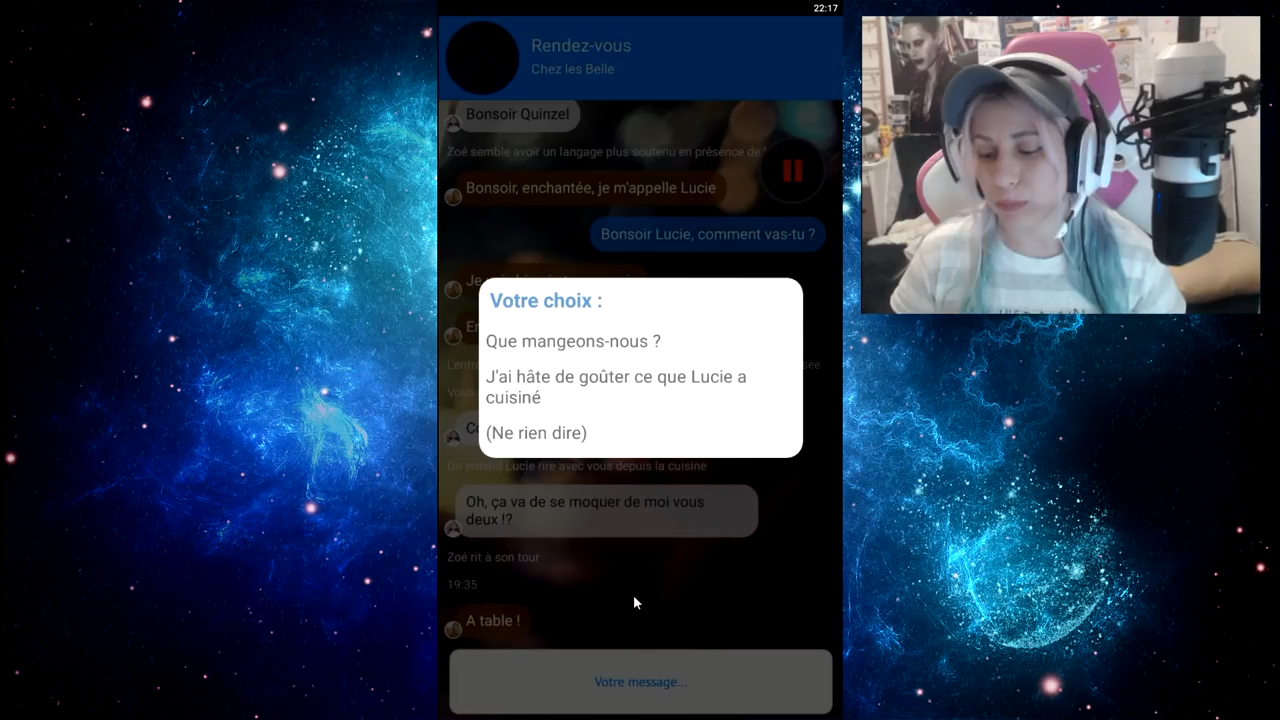 22:17
Rendez-vous
Chez les Belle
Bonsoir Quinzel
Zoé semble avoir un langage plus soutenu en présence de
Bonsoir, enchantée, je m'appelle Lucie
Bonsoir Lucie, comment vas-tu ?
Votre choix :
Que mangeons-nous ?
J'ai hâte de goûter ce que Lucie a
cuisiné
(Ne rien dire)
On entend Lucie rire avec vous depuis la cuisine
Oh, ça va de se moquer de moi vous
deux !?
Zoé rit à son tour
19:35
A table !
Votre message...